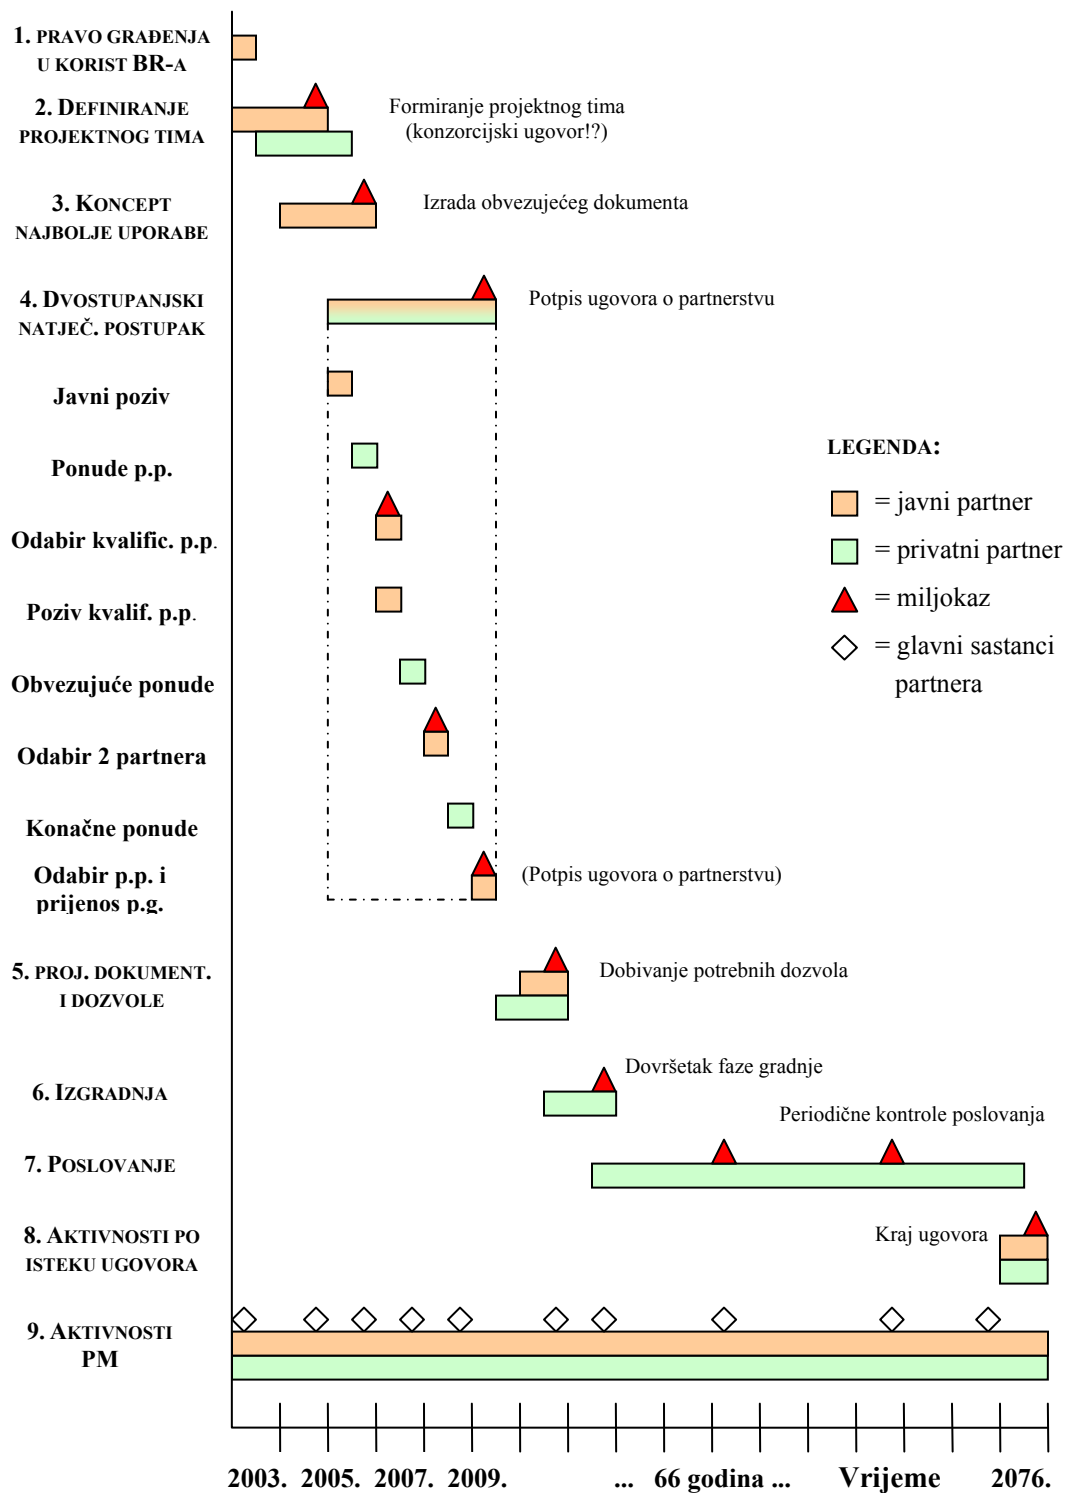 1. PRAVO GRAĐENJA
U KORIST BR-A
2. DEFINIRANJE
PROJEKTNOG TIMA
Formiranje projektnog tima
(konzorcijski ugovor!?)
3. KONCEPT
NAJBOLJE UPORABE
Izrada obvezujećeg dokumenta
4. DVOSTUPANJSKI
NATJEČ. POSTUPAK
Potpis ugovora o partnerstvu
Javni poziv
Ponude p.p.
Odabir kvalific. p.p.
Poziv kvalif. p.p.
Obvezujuće ponude
Odabir 2 partnera
Konačne ponude
Odabir p.p. i
prijenos p.g.
(Potpis ugovora o partnerstvu)
LEGENDA:
= javni partner
= privatni partner
= miljokaz
= glavni sastanci
partnera
5. PROJ. DOKUMENT.
I DOZVOLE
Dobivanje potrebnih dozvola
6. IZGRADNJA
Dovršetak faze gradnje
7. POSLOVANJE
Periodične kontrole poslovanja
8. AKTIVNOSTI PO
ISTEKU UGOVORA
Kraj ugovora
9. AKTIVNOSTI
PM
2003. 2005. 2007. 2009. ... 66 godina ... Vrijeme 2076.